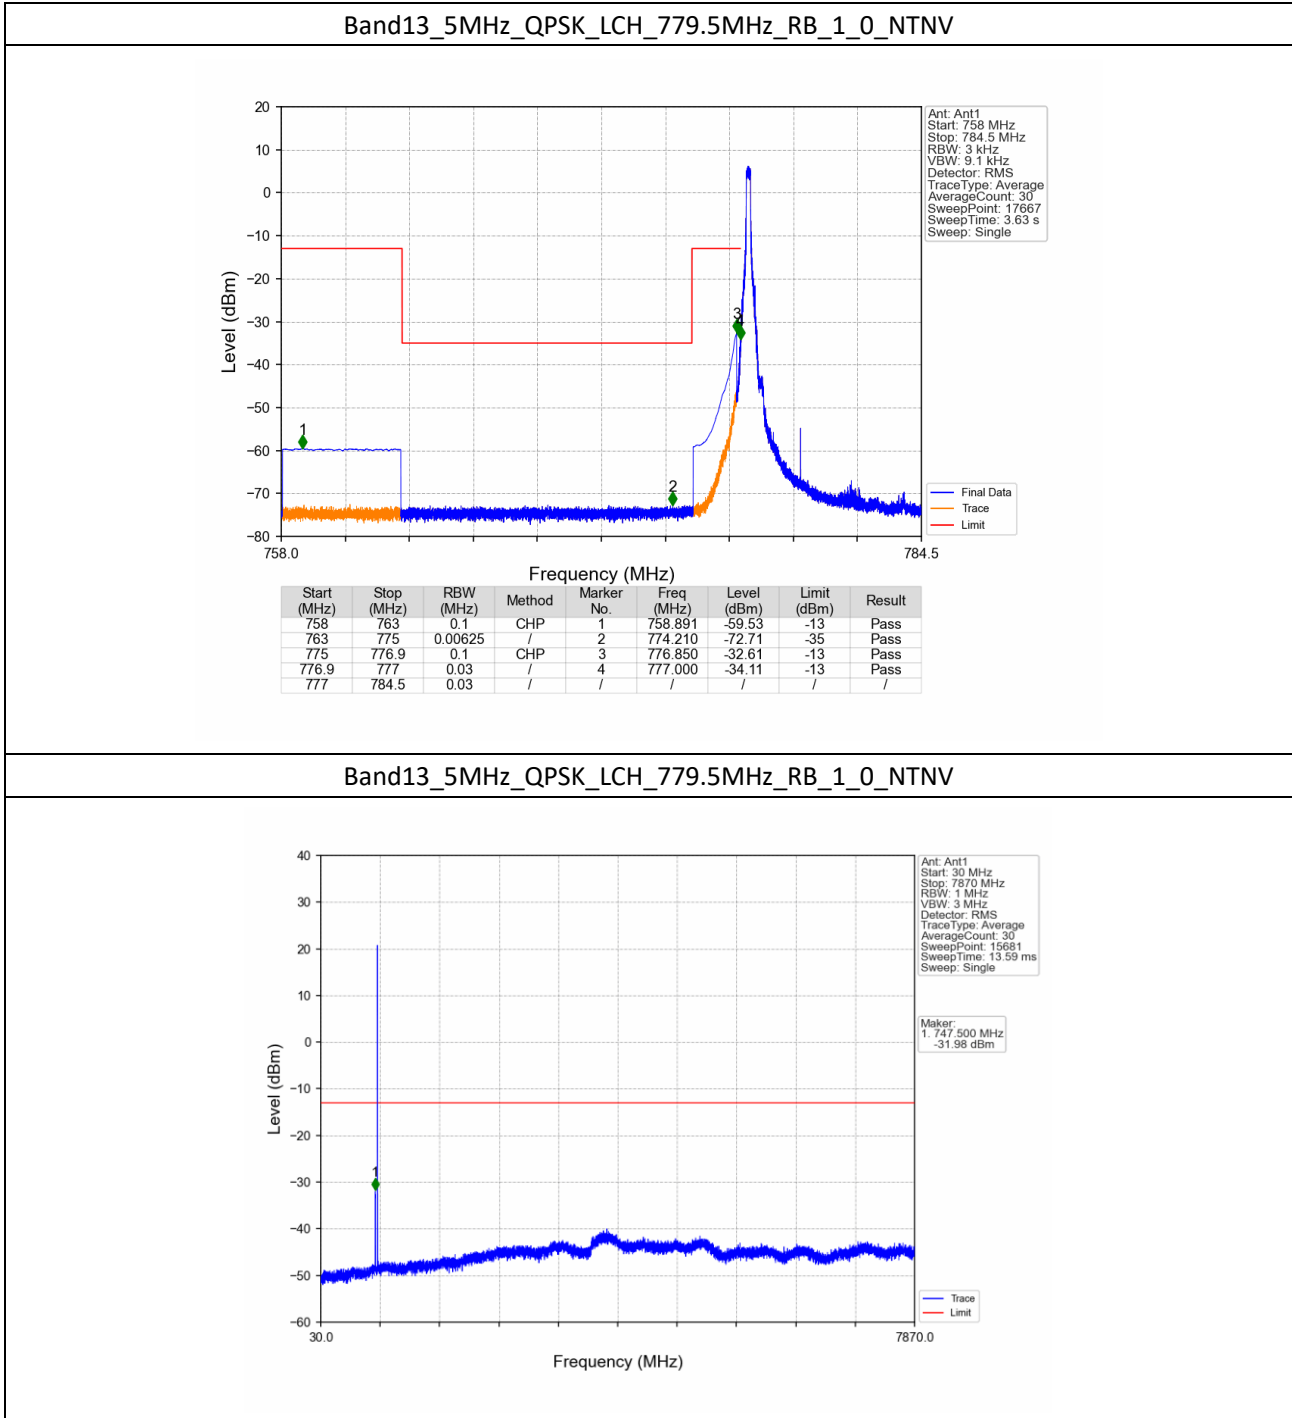 Band13_5MHz_QPSK_LCH_779.5MHz_RB_1_0_NTNV
20
10
0
−10
−20
−30
−40
−50
−60
−70
−80
Level (dBm)
1
2
3
4
758.0
784.5
Frequency (MHz)
Ant: Ant1
Start: 758 MHz
Stop: 784.5 MHz
RBW: 3 kHz
VBW: 9.1 kHz
Detector: RMS
TraceType: Average
AverageCount: 30
SweepPoint: 17667
SweepTime: 3.63 s
Sweep: Single
Final Data
Trace
Limit
Start (MHz) Stop (MHz) RBW (MHz) Method Marker No. Freq (MHz) Level (dBm) Limit (dBm) Result
758 763 0.1 CHP 1 758.891 -59.53 -13 Pass
763 775 0.00625 / 2 774.210 -72.71 -35 Pass
775 776.9 0.1 CHP 3 776.850 -32.61 -13 Pass
776.9 777 0.03 / 4 777.000 -34.11 -13 Pass
777 784.5 0.03 / / / / / /
Band13_5MHz_QPSK_LCH_779.5MHz_RB_1_0_NTNV
40
30
20
10
0
−10
−20
−30
−40
−50
−60
Level (dBm)
1
30.0
7870.0
Frequency (MHz)
Ant: Ant1
Start: 30 MHz
Stop: 7870 MHz
RBW: 1 MHz
VBW: 3 MHz
Detector: RMS
TraceType: Average
AverageCount: 30
SweepPoint: 15681
SweepTime: 13.59 ms
Sweep: Single
Maker:
1. 747.500 MHz
-31.98 dBm
Trace
Limit